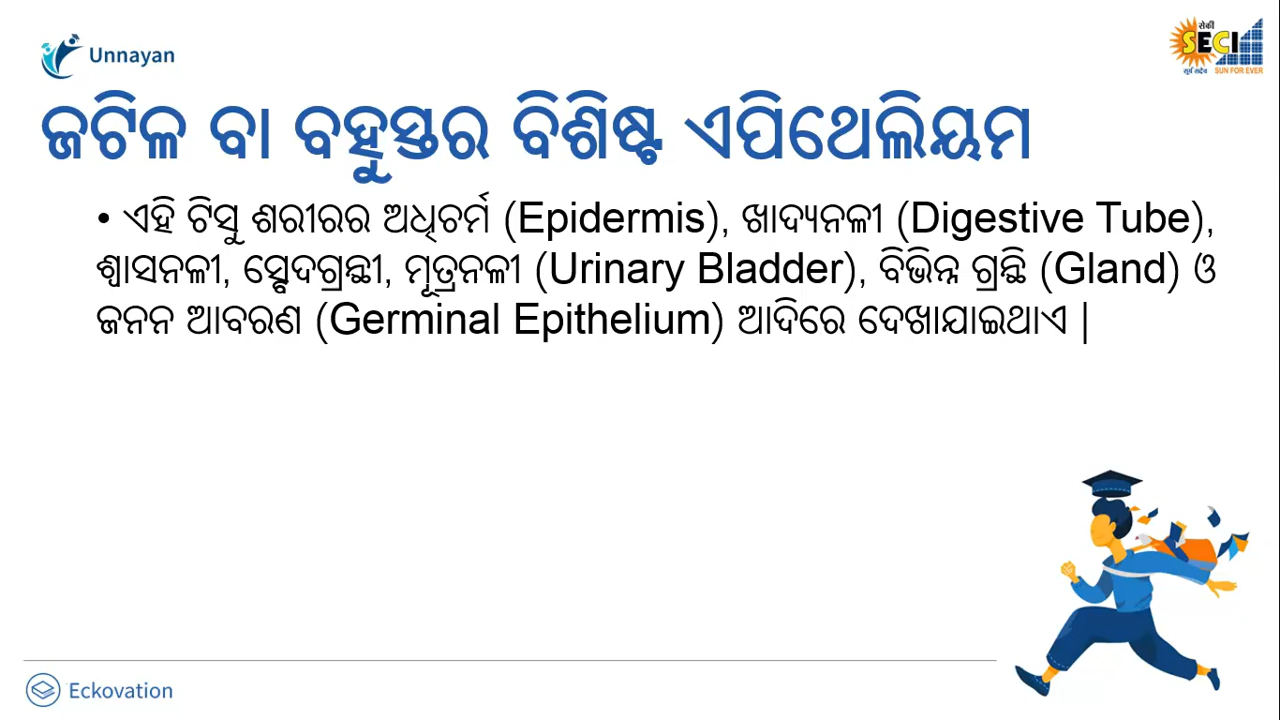 Unnayan
सेकी
SECI
सूर्य सदैव SUN FOR EVER
ଜଟିଳ ବା ବହୁସ୍ତର ବିଶିଷ୍ଟ ଏପିଥେଲିୟମ
• ଏହି ଟିସୁ ଶରୀରର ଅଧିଚର୍ମ (Epidermis), ଖାଦ୍ୟନଳୀ (Digestive Tube),
ଶ୍ୱାସନଳୀ, ସ୍ୱେଦଗ୍ରନ୍ଥୀ, ମୂତ୍ରନଳୀ (Urinary Bladder), ବିଭିନ୍ନ ଗ୍ରନ୍ଥି (Gland) ଓ
ଜନନ ଆବରଣ (Germinal Epithelium) ଆଦିରେ ଦେଖାଯାଇଥାଏ |
Eckovation